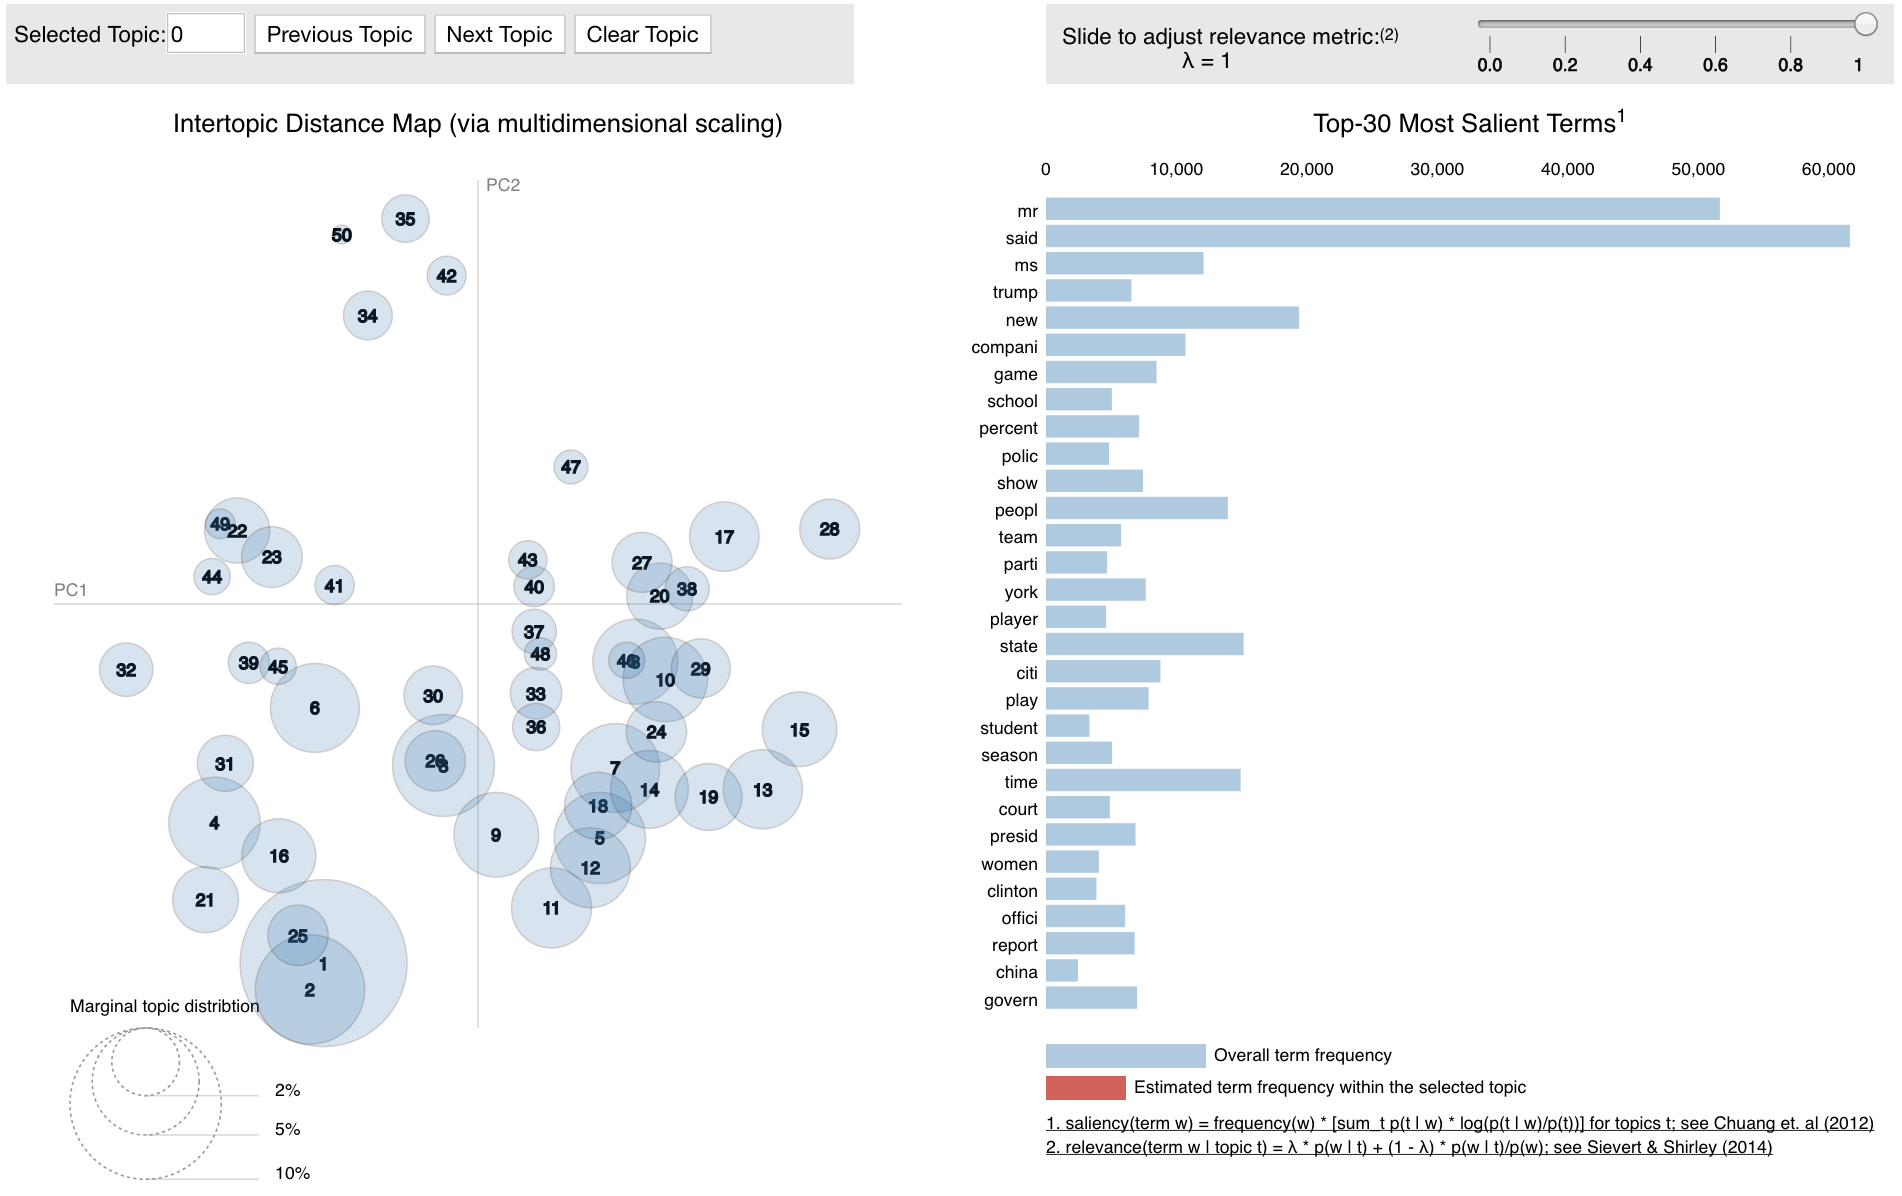 Selected Topic: 0 Previous Topic Next Topic Clear Topic
Slide to adjust relevance metric:(2)
λ = 1
0.0 0.2 0.4 0.6 0.8 1
Intertopic Distance Map (via multidimensional scaling)
PC2
PC1
35
50
42
34
47
49
22
17
28
23
43
27
44
41
40
20
38
37
48
32
39
45
46
8
29
10
6
30
33
36
24
15
31
26
3
7
14
19
13
18
4
9
5
16
12
21
11
25
1
2
Marginal topic distribtion
2%
5%
10%
Top-30 Most Salient Terms1
0 10,000 20,000 30,000 40,000 50,000 60,000
mr
said
ms
trump
new
compani
game
school
percent
polic
show
peopl
team
parti
york
player
state
citi
play
student
season
time
court
presid
women
clinton
offici
report
china
govern
Overall term frequency
Estimated term frequency within the selected topic
1. saliency(term w) = frequency(w) * [sum_t p(t | w) * log(p(t | w)/p(t))] for topics t; see Chuang et. al (2012)
2. relevance(term w | topic t) = λ * p(w | t) + (1 - λ) * p(w | t)/p(w); see Sievert & Shirley (2014)